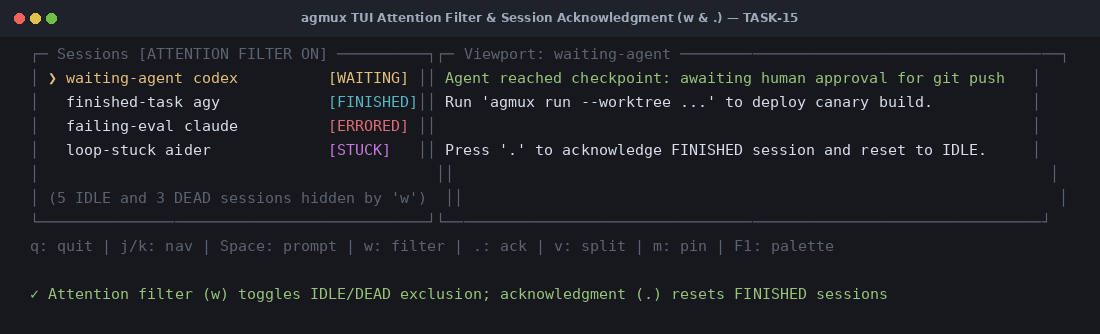 agmux TUI Attention Filter & Session Acknowledgment (w & .) — TASK-15
┌─ Sessions [ATTENTION FILTER ON] ──────────┐┌─ Viewport: waiting-agent ──────────────────────────────────────────┐
│ ❯ waiting-agent codex          [WAITING] ││ Agent reached checkpoint: awaiting human approval for git push   │
│   finished-task agy            [FINISHED]││ Run 'agmux run --worktree ...' to deploy canary build.           │
│   failing-eval claude          [ERRORED] ││                                                                  │
│   loop-stuck aider             [STUCK]   ││ Press '.' to acknowledge FINISHED session and reset to IDLE.     │
│                                            ││                                                                  │
│ (5 IDLE and 3 DEAD sessions hidden by 'w')  ││                                                                  │
└───────────────────────────────────────────┘└───────────────────────────────────────────────────────────────────┘
q: quit | j/k: nav | Space: prompt | w: filter | .: ack | v: split | m: pin | F1: palette
✓ Attention filter (w) toggles IDLE/DEAD exclusion; acknowledgment (.) resets FINISHED sessions